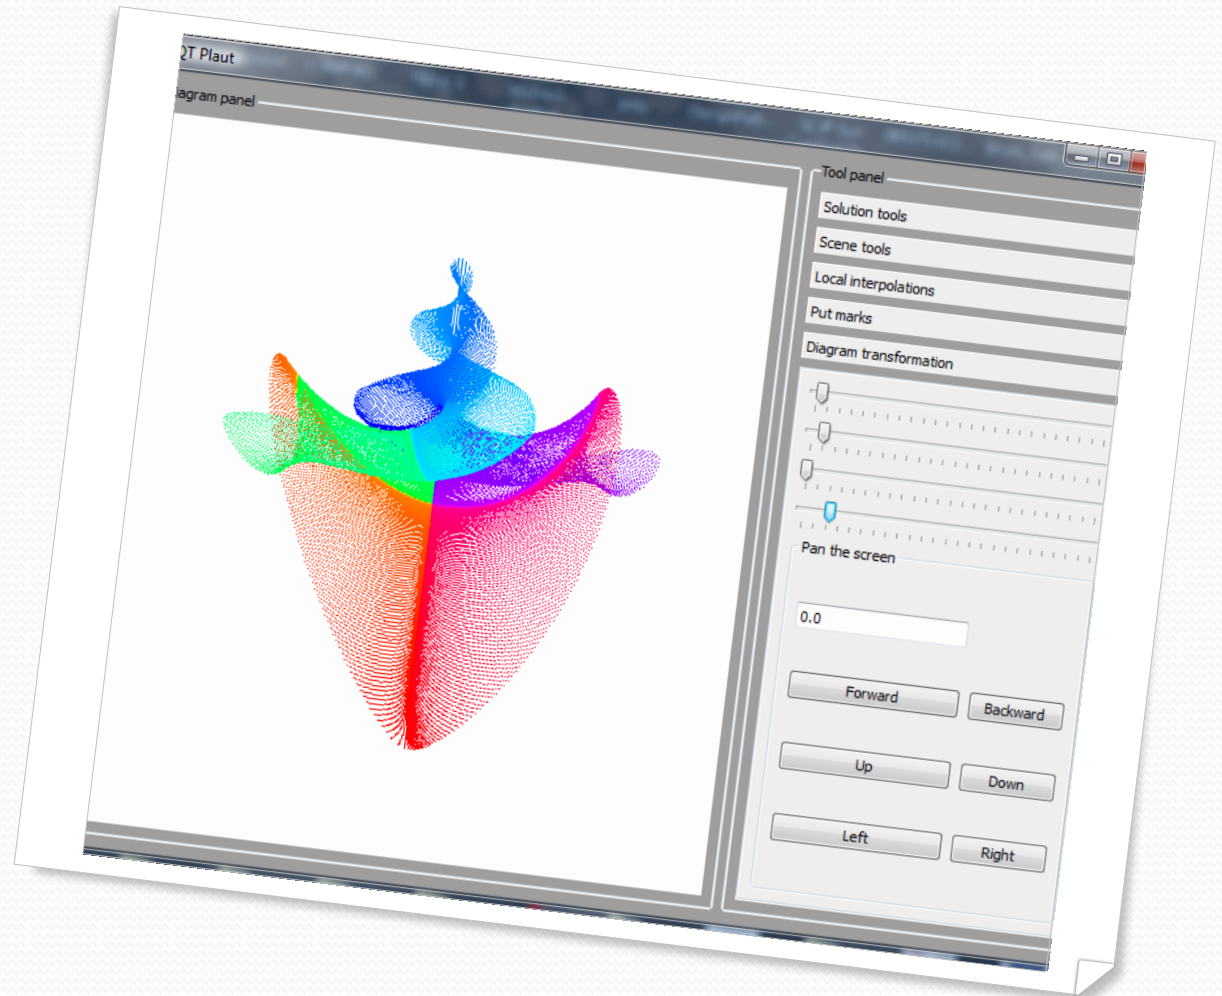 QT Plaut
iagram panel
Tool panel
Solution tools
Scene tools
Local interpolations
Put marks
Diagram transformation
Pan the screen
0.0
Forward
Backward
Up
Down
Left
Right